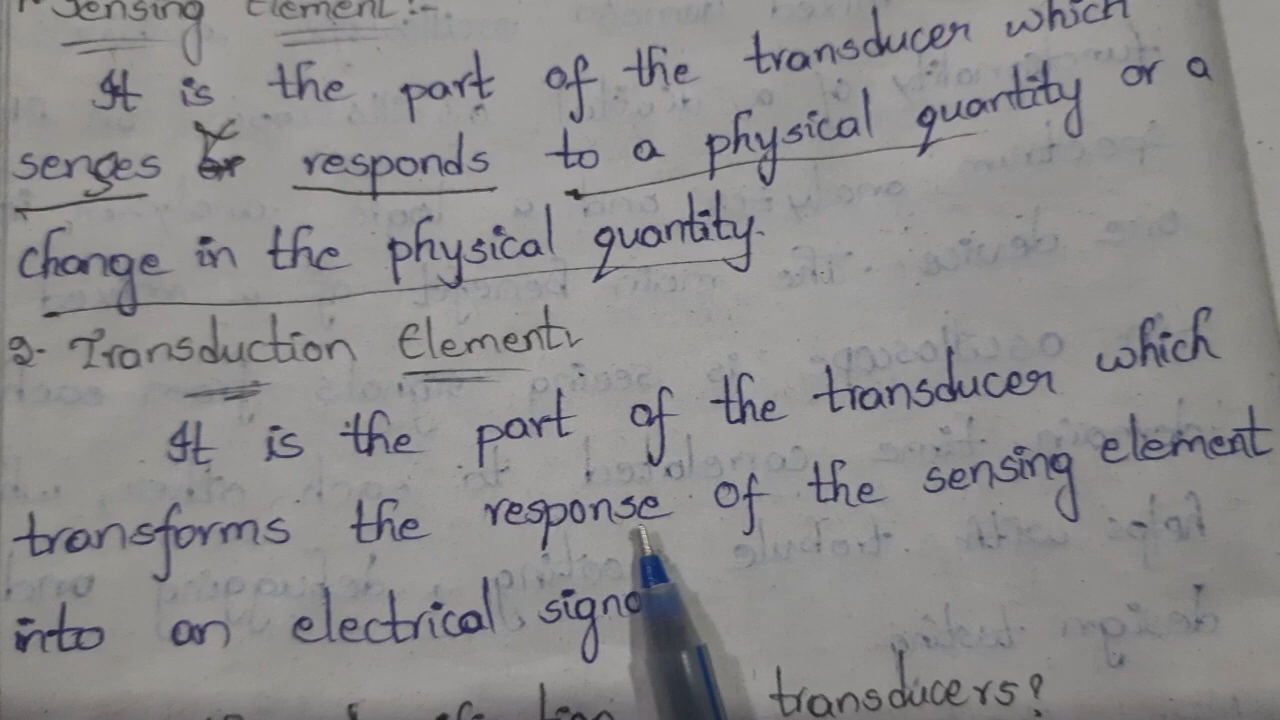 Sensing Element:-
It is the part of the transducer which
senses or responds to a physical quantity or a
change in the physical quantity.
2. Transduction Element
It is the part of the transducer which
transforms the response of the sensing element
into an electrical signa
transducers?